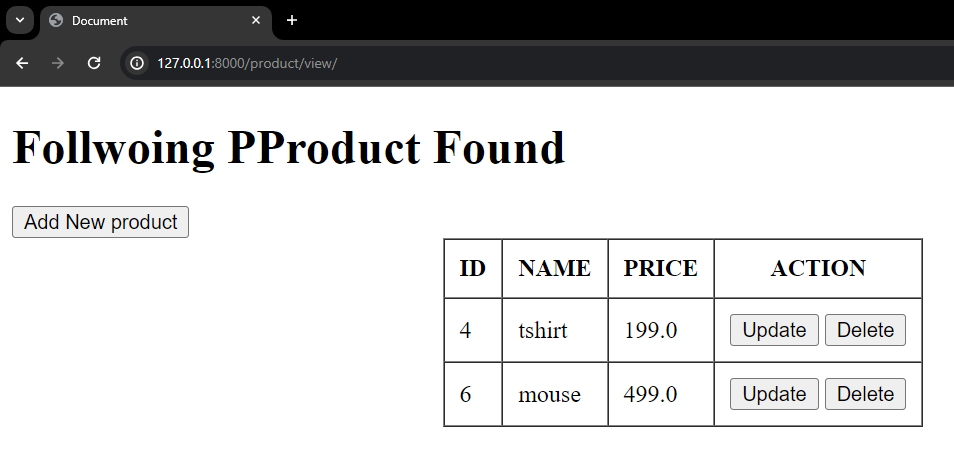 Document
127.0.0.1:8000/product/view/
Follwoing PProduct Found
Add New product
ID NAME PRICE ACTION
4 tshirt 199.0 Update Delete
6 mouse 499.0 Update Delete